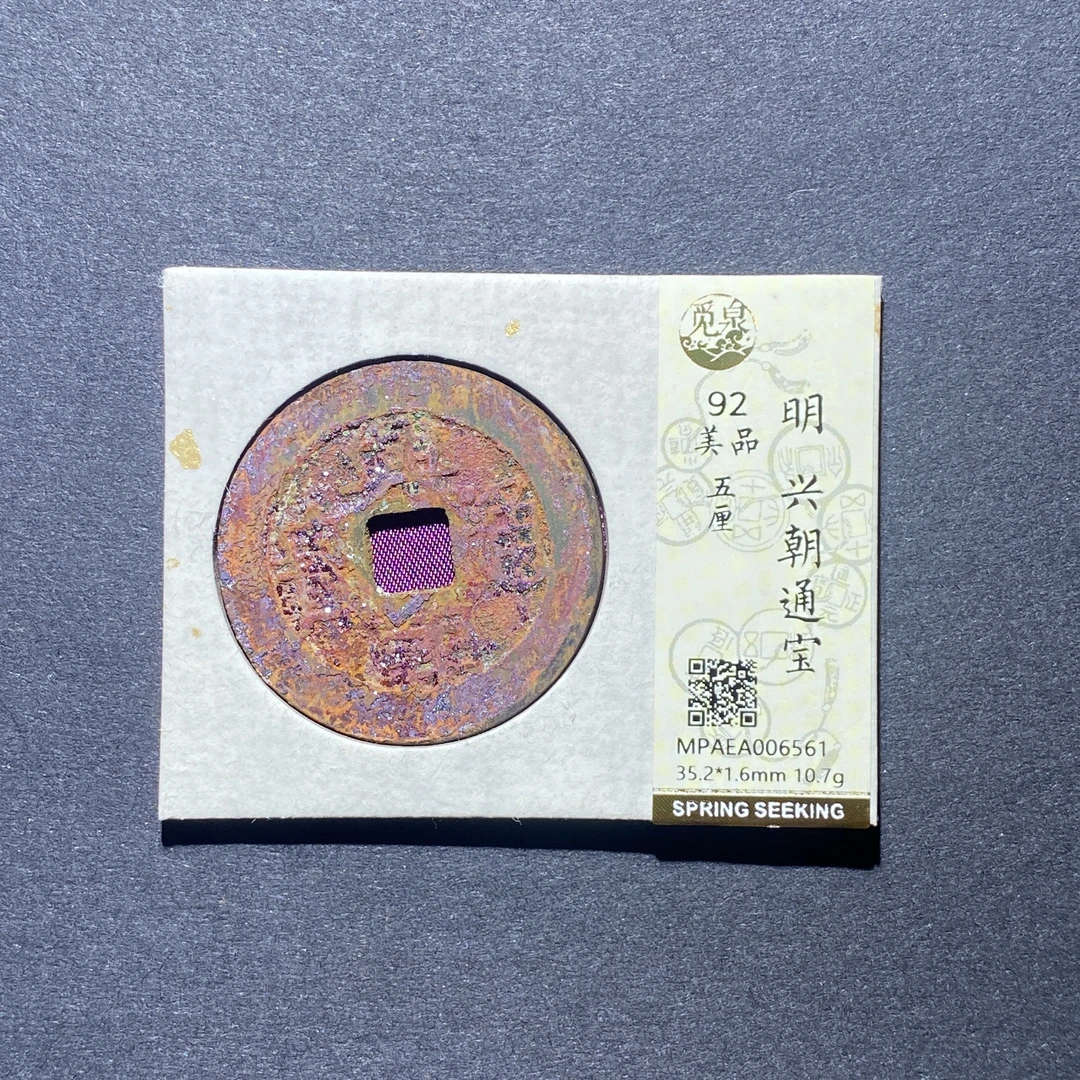 觅泉
92
美品
五厘
明兴朝通宝
MPAEA006561
35.2*1.6mm 10.7g
SPRING SEEKING